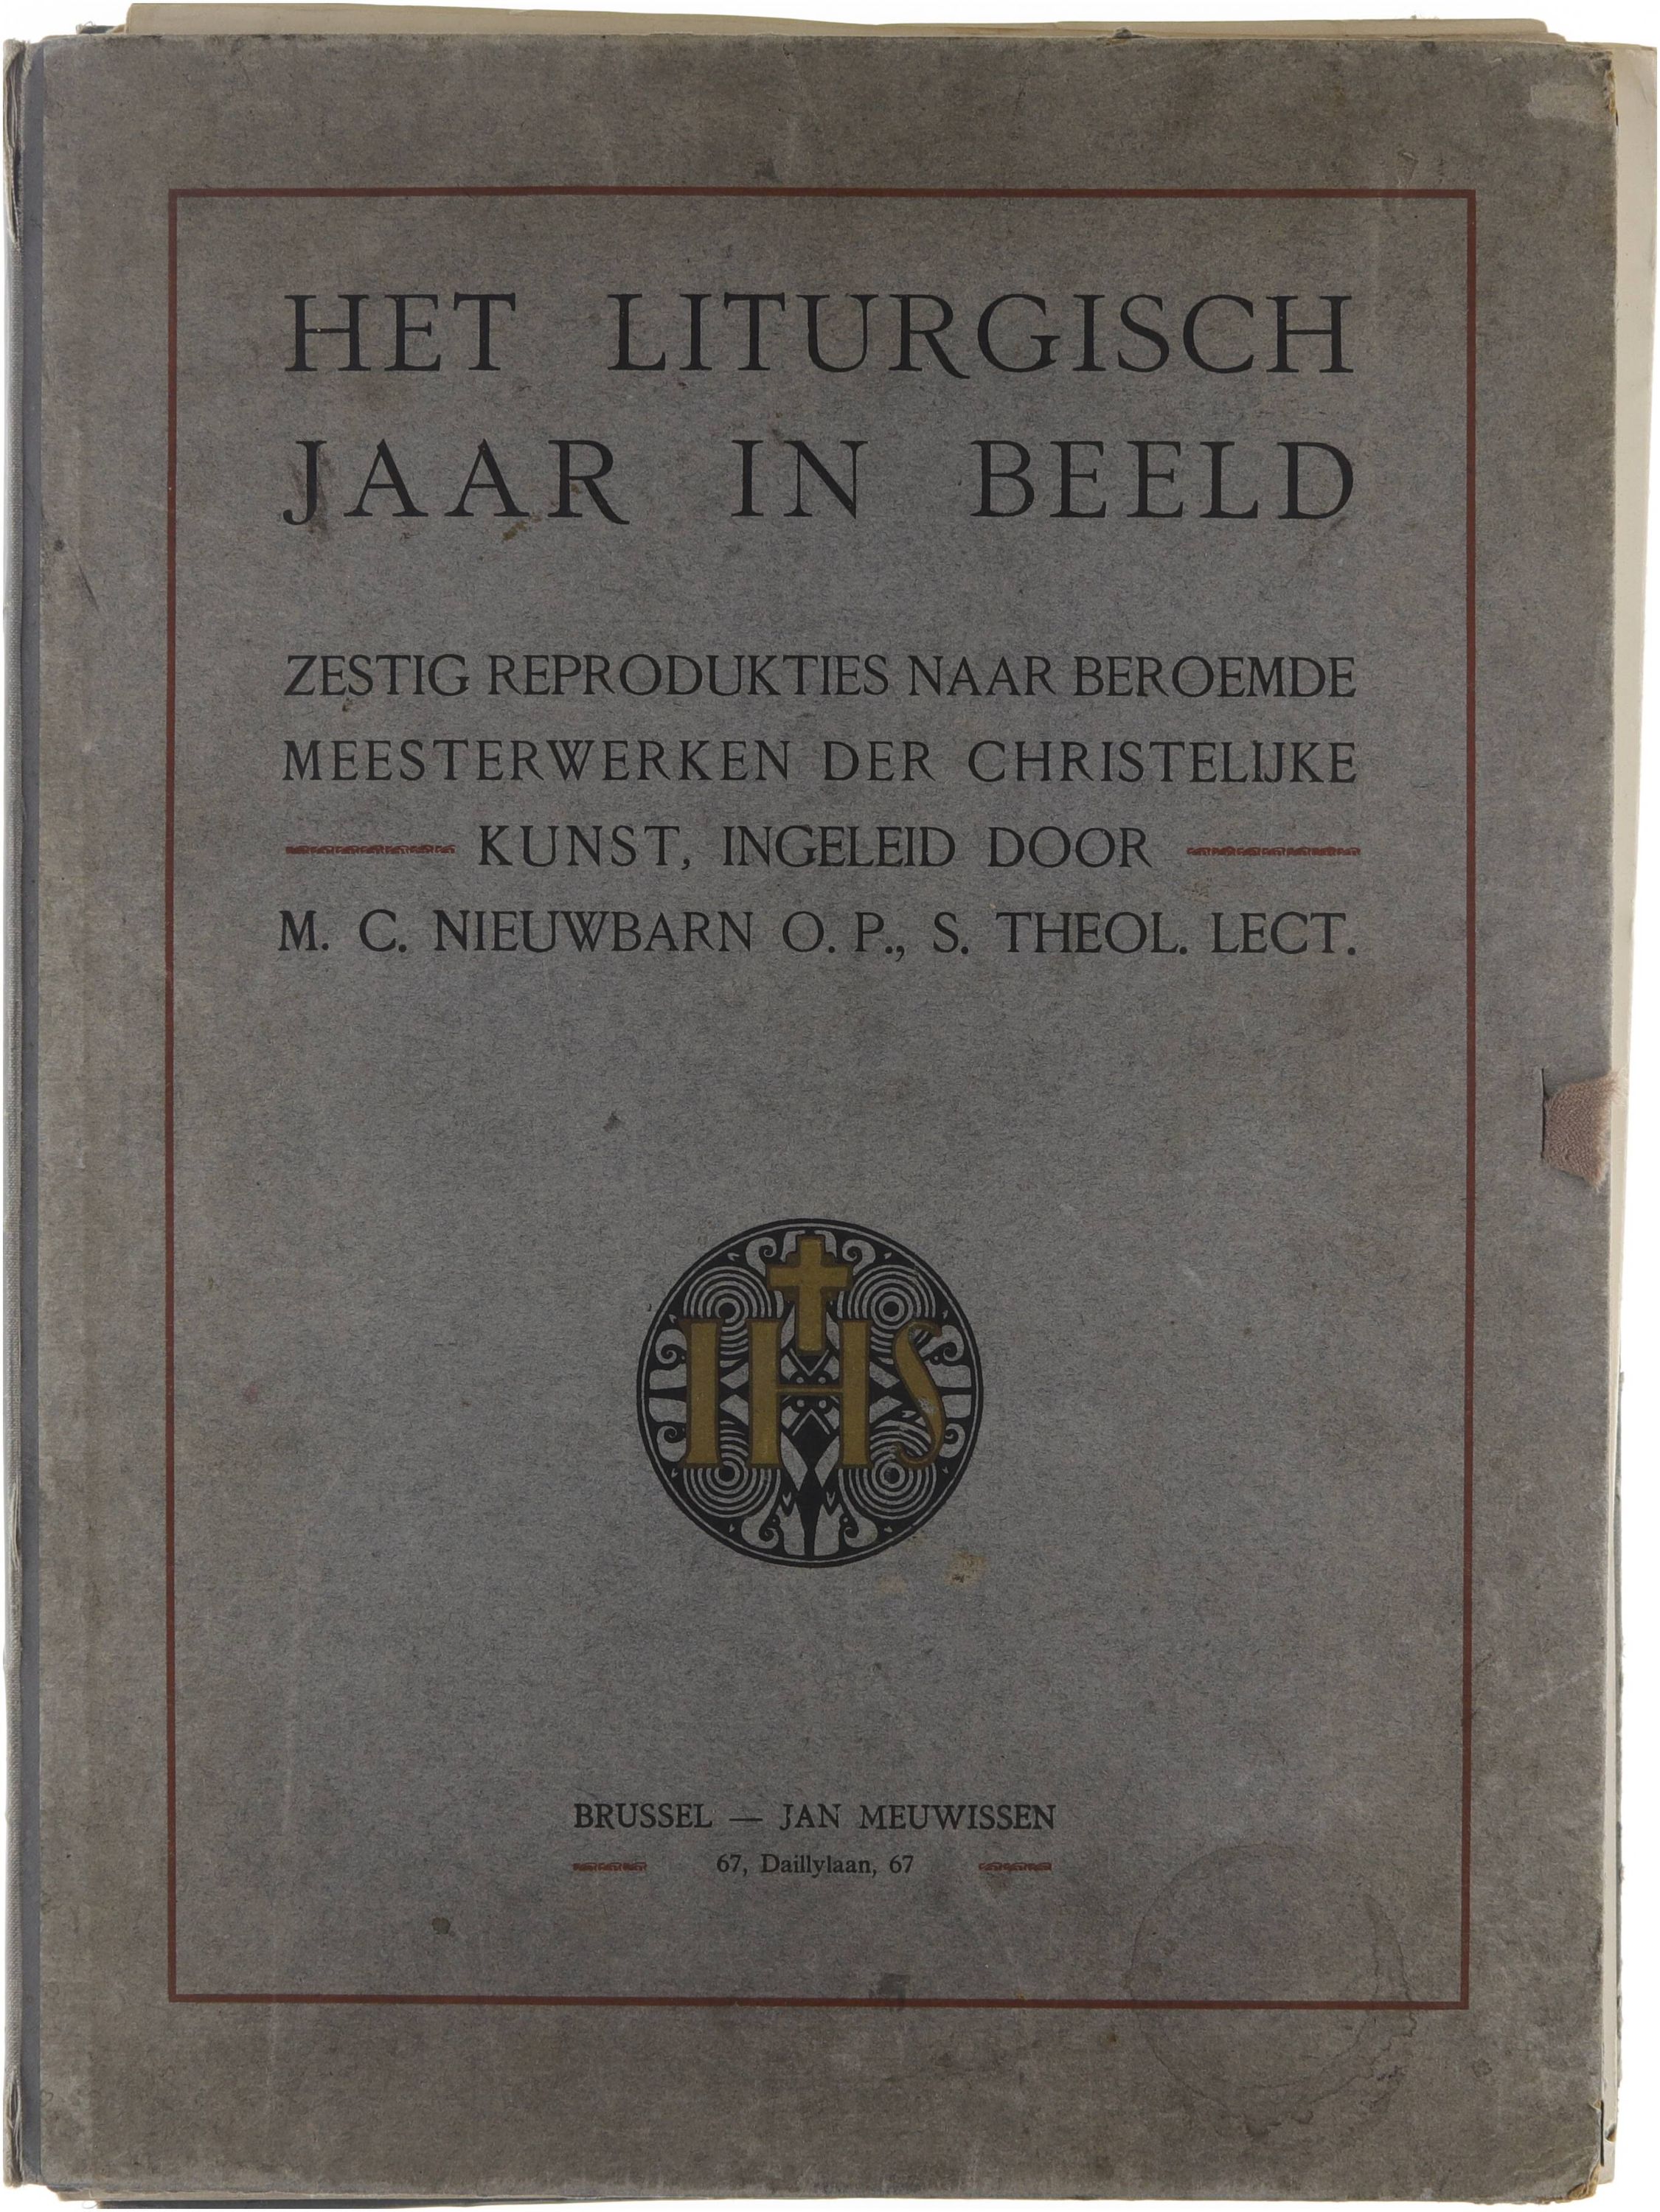 HET LITURGISCH
JAAR IN BEELD
ZESTIG REPRODUKTIES NAAR BEROEMDE
MEESTERWERKEN DER CHRISTELIJKE
KUNST, INGELEID DOOR
M. C. NIEUWBARN O. P., S. THEOL. LECT.
IHS
BRUSSEL — JAN MEUWISSEN
67, Daillylaan, 67